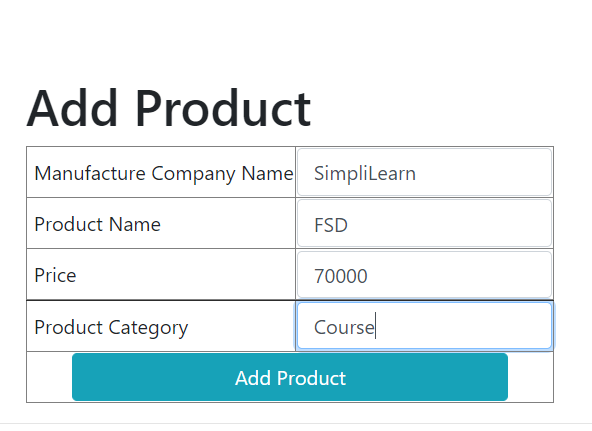 Add Product
Manufacture Company Name SimpliLearn
Product Name FSD
Price 70000
Product Category Course
Add Product